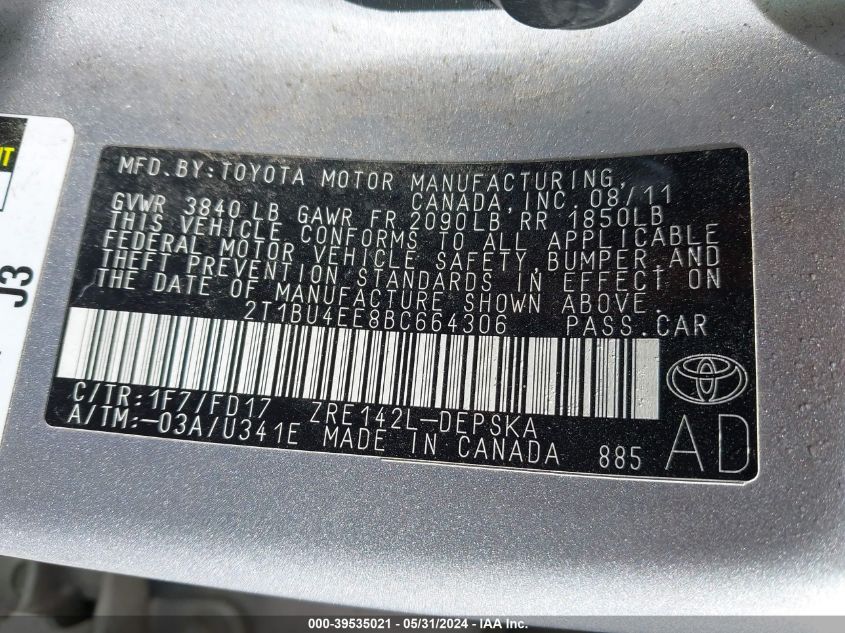 MFD.BY:TOYOTA MOTOR MANUFACTURING,
CANADA, INC. 08/11
GVWR 3840 LB GAWR FR 2090LB RR 1850LB
THIS VEHICLE CONFORMS TO ALL APPLICABLE
FEDERAL MOTOR VEHICLE SAFETY, BUMPER AND
THEFT PREVENTION STANDARDS IN EFFECT ON
THE DATE OF MANUFACTURE SHOWN ABOVE.
2T1BU4EE8BC664306 PASS.CAR
C/TR:1F7/FD17 ZRE142L-DEPSKA
A/TM:-03A/U341E MADE IN CANADA 885
AD
J3
000-39535021 - 05/31/2024 - IAA Inc.